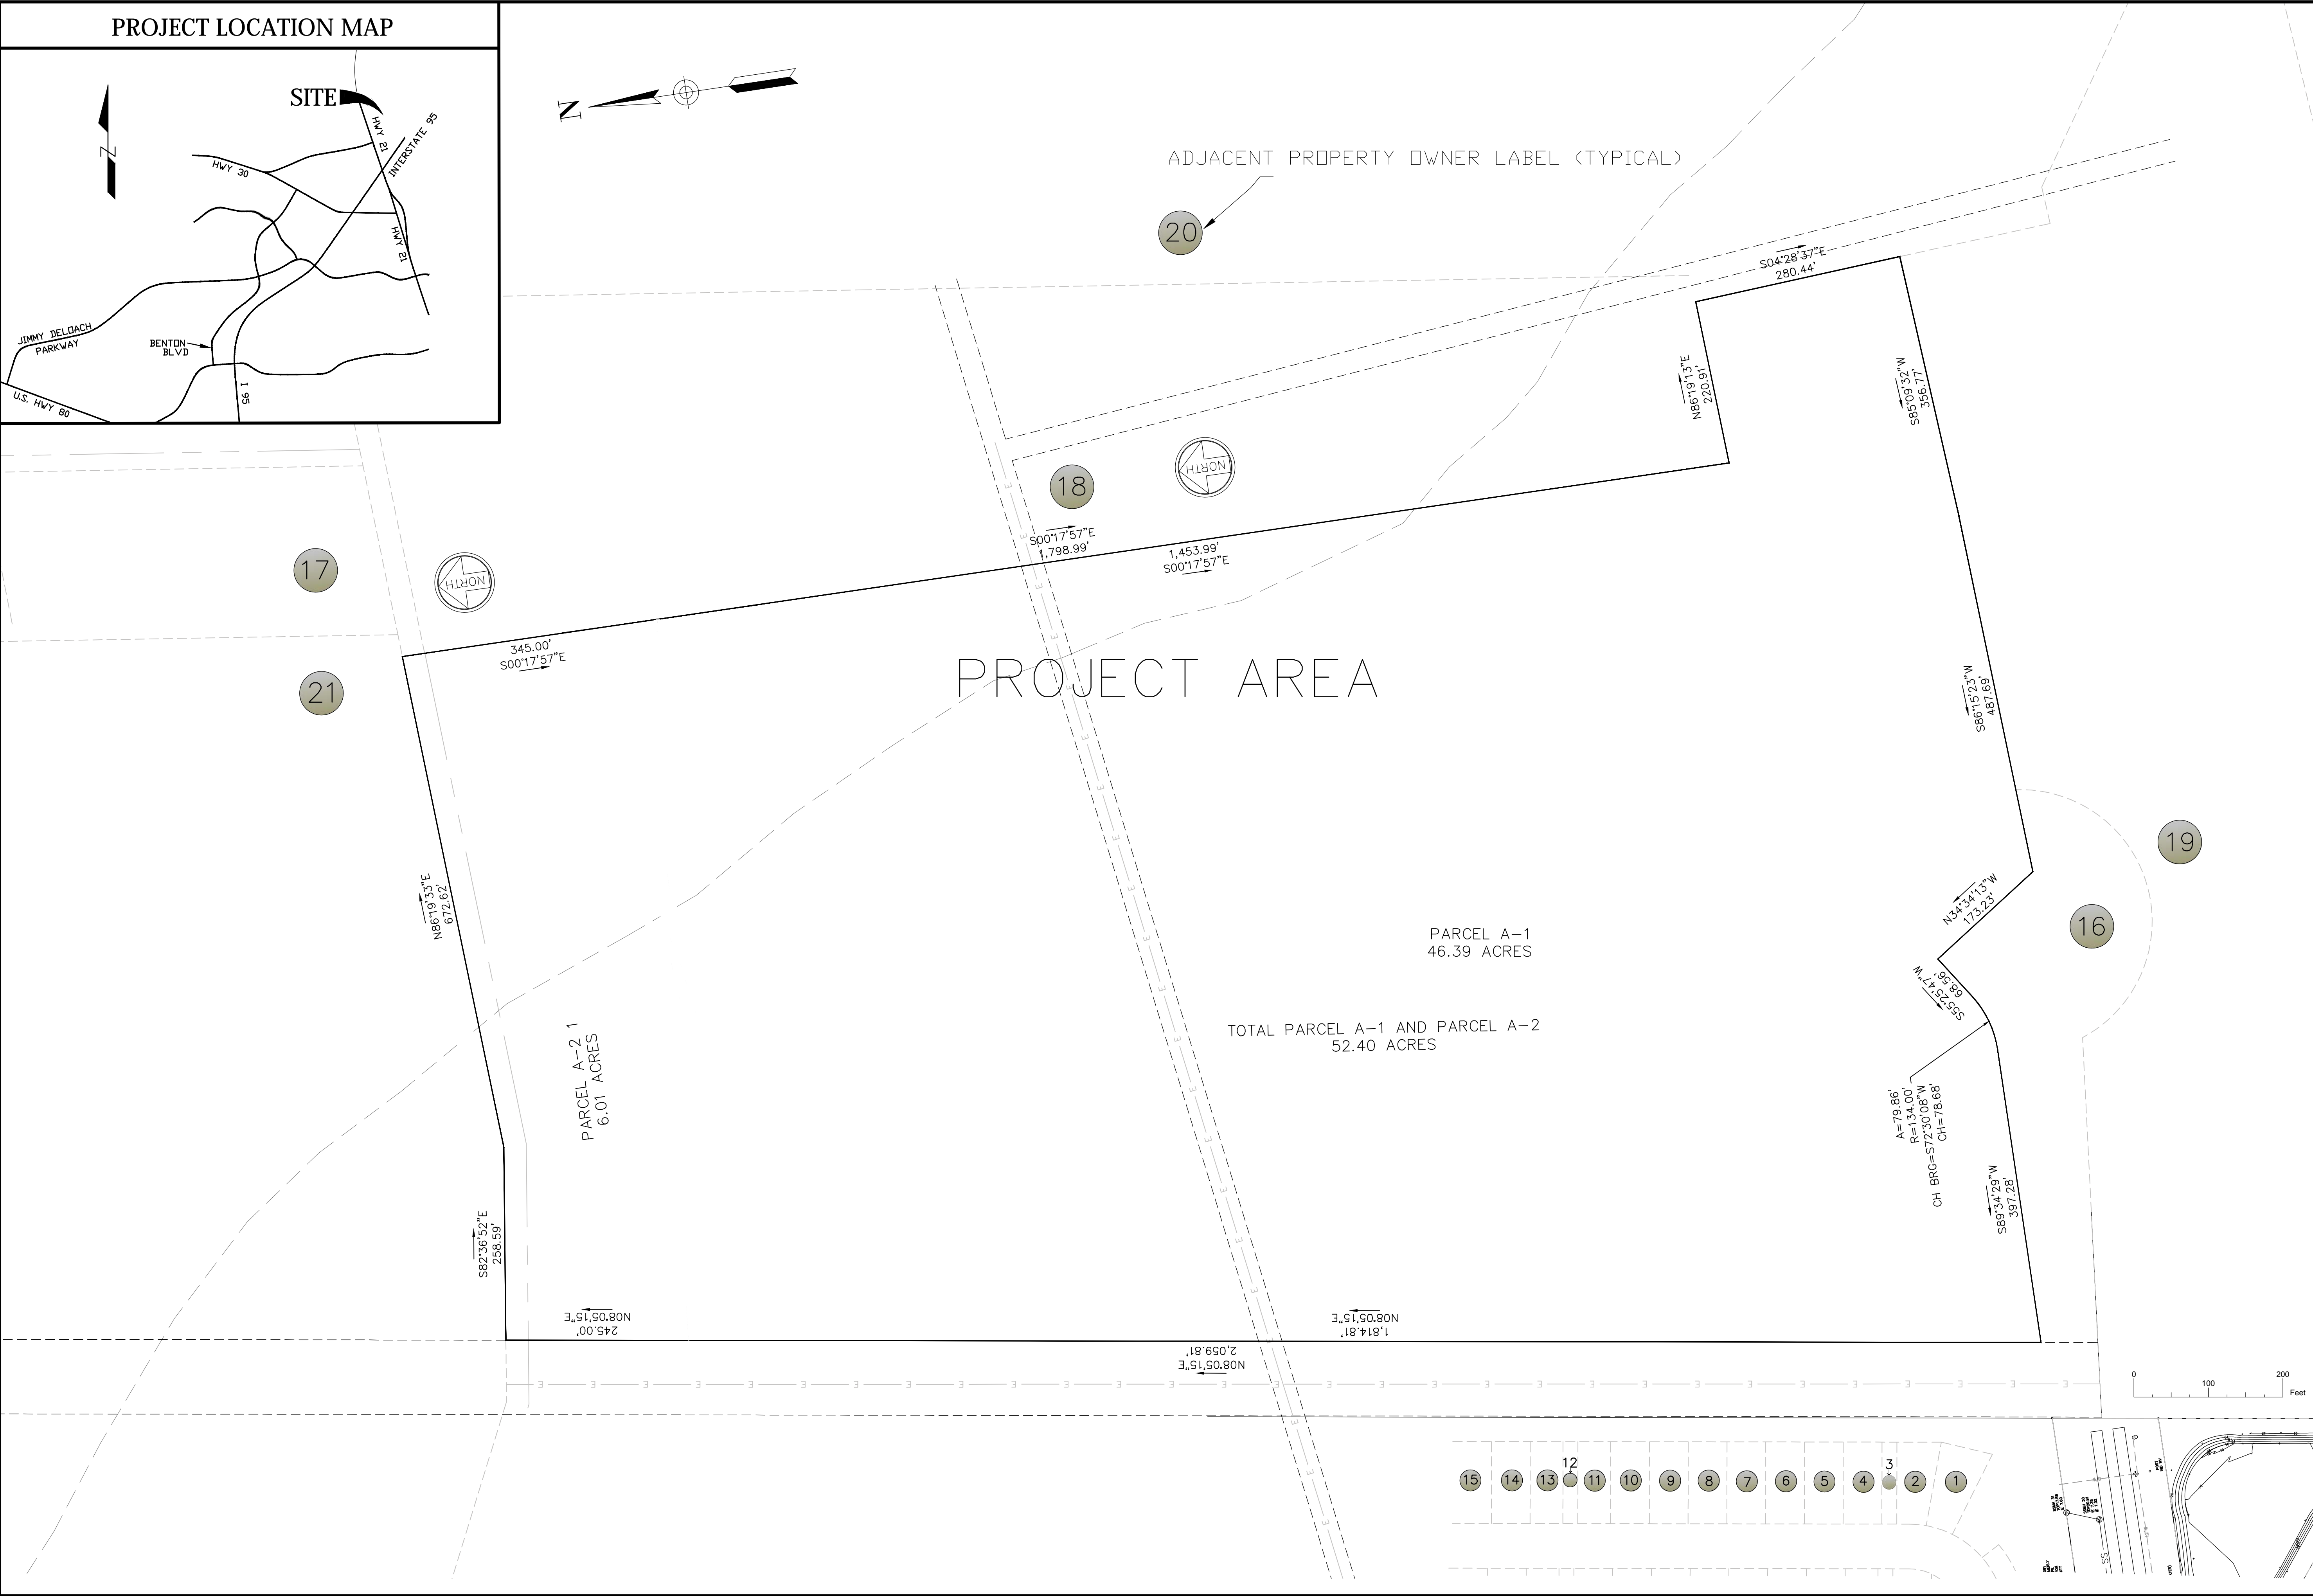 PROJECT LOCATION MAP
SITE
N
HWY 21
INTERSTATE 95
HWY 30
HWY 21
JIMMY DELOACH
PARKWAY
BENTON
BLVD
I 95
U.S. HWY 80
N
ADJACENT PROPERTY OWNER LABEL (TYPICAL)
20
S04°28'37"E
280.44'
N86°19'13"E
220.91'
S85°09'32"W
356.77'
18
NORTH
S00°17'57"E
1,798.99'
1,453.99'
S00°17'57"E
17
NORTH
345.00'
S00°17'57"E
21
PROJECT AREA
S86°15'23"W
487.69'
19
16
N34°34'13"W
173.23'
S55°25'47"W
68.56'
N86°19'33"E
672.62'
PARCEL A-1
46.39 ACRES
TOTAL PARCEL A-1 AND PARCEL A-2
52.40 ACRES
PARCEL A-2 1
6.01 ACRES
A=79.86'
R=134.00'
CH BRG=S72°30'08"W
CH=78.68'
S89°34'29"W
397.28'
S82°36'52"E
258.59'
N08°05'15"E
245.00'
N08°05'15"E
1,814.81'
2,059.81'
N08°05'15"E
0
100
200
Feet
15
14
13
12
11
10
9
8
7
6
5
4
3
2
1
SS